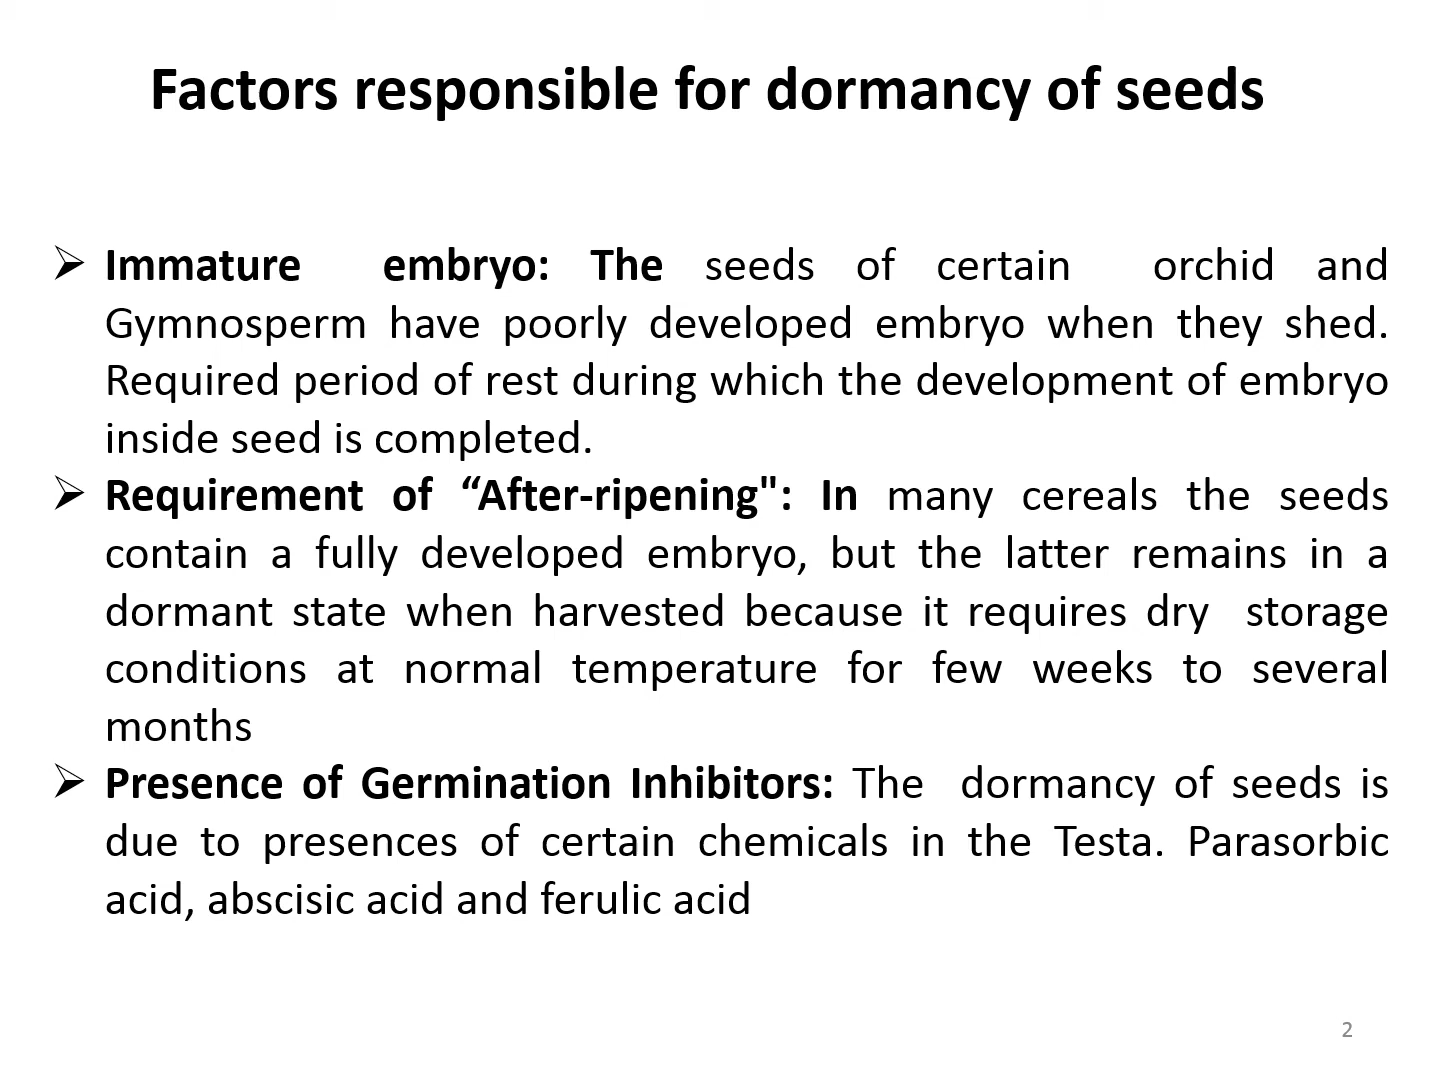 Factors responsible for dormancy of seeds
➢ Immature embryo: The seeds of certain orchid and
Gymnosperm have poorly developed embryo when they shed.
Required period of rest during which the development of embryo
inside seed is completed.
➢ Requirement of “After-ripening": In many cereals the seeds
contain a fully developed embryo, but the latter remains in a
dormant state when harvested because it requires dry storage
conditions at normal temperature for few weeks to several
months
➢ Presence of Germination Inhibitors: The dormancy of seeds is
due to presences of certain chemicals in the Testa. Parasorbic
acid, abscisic acid and ferulic acid
2